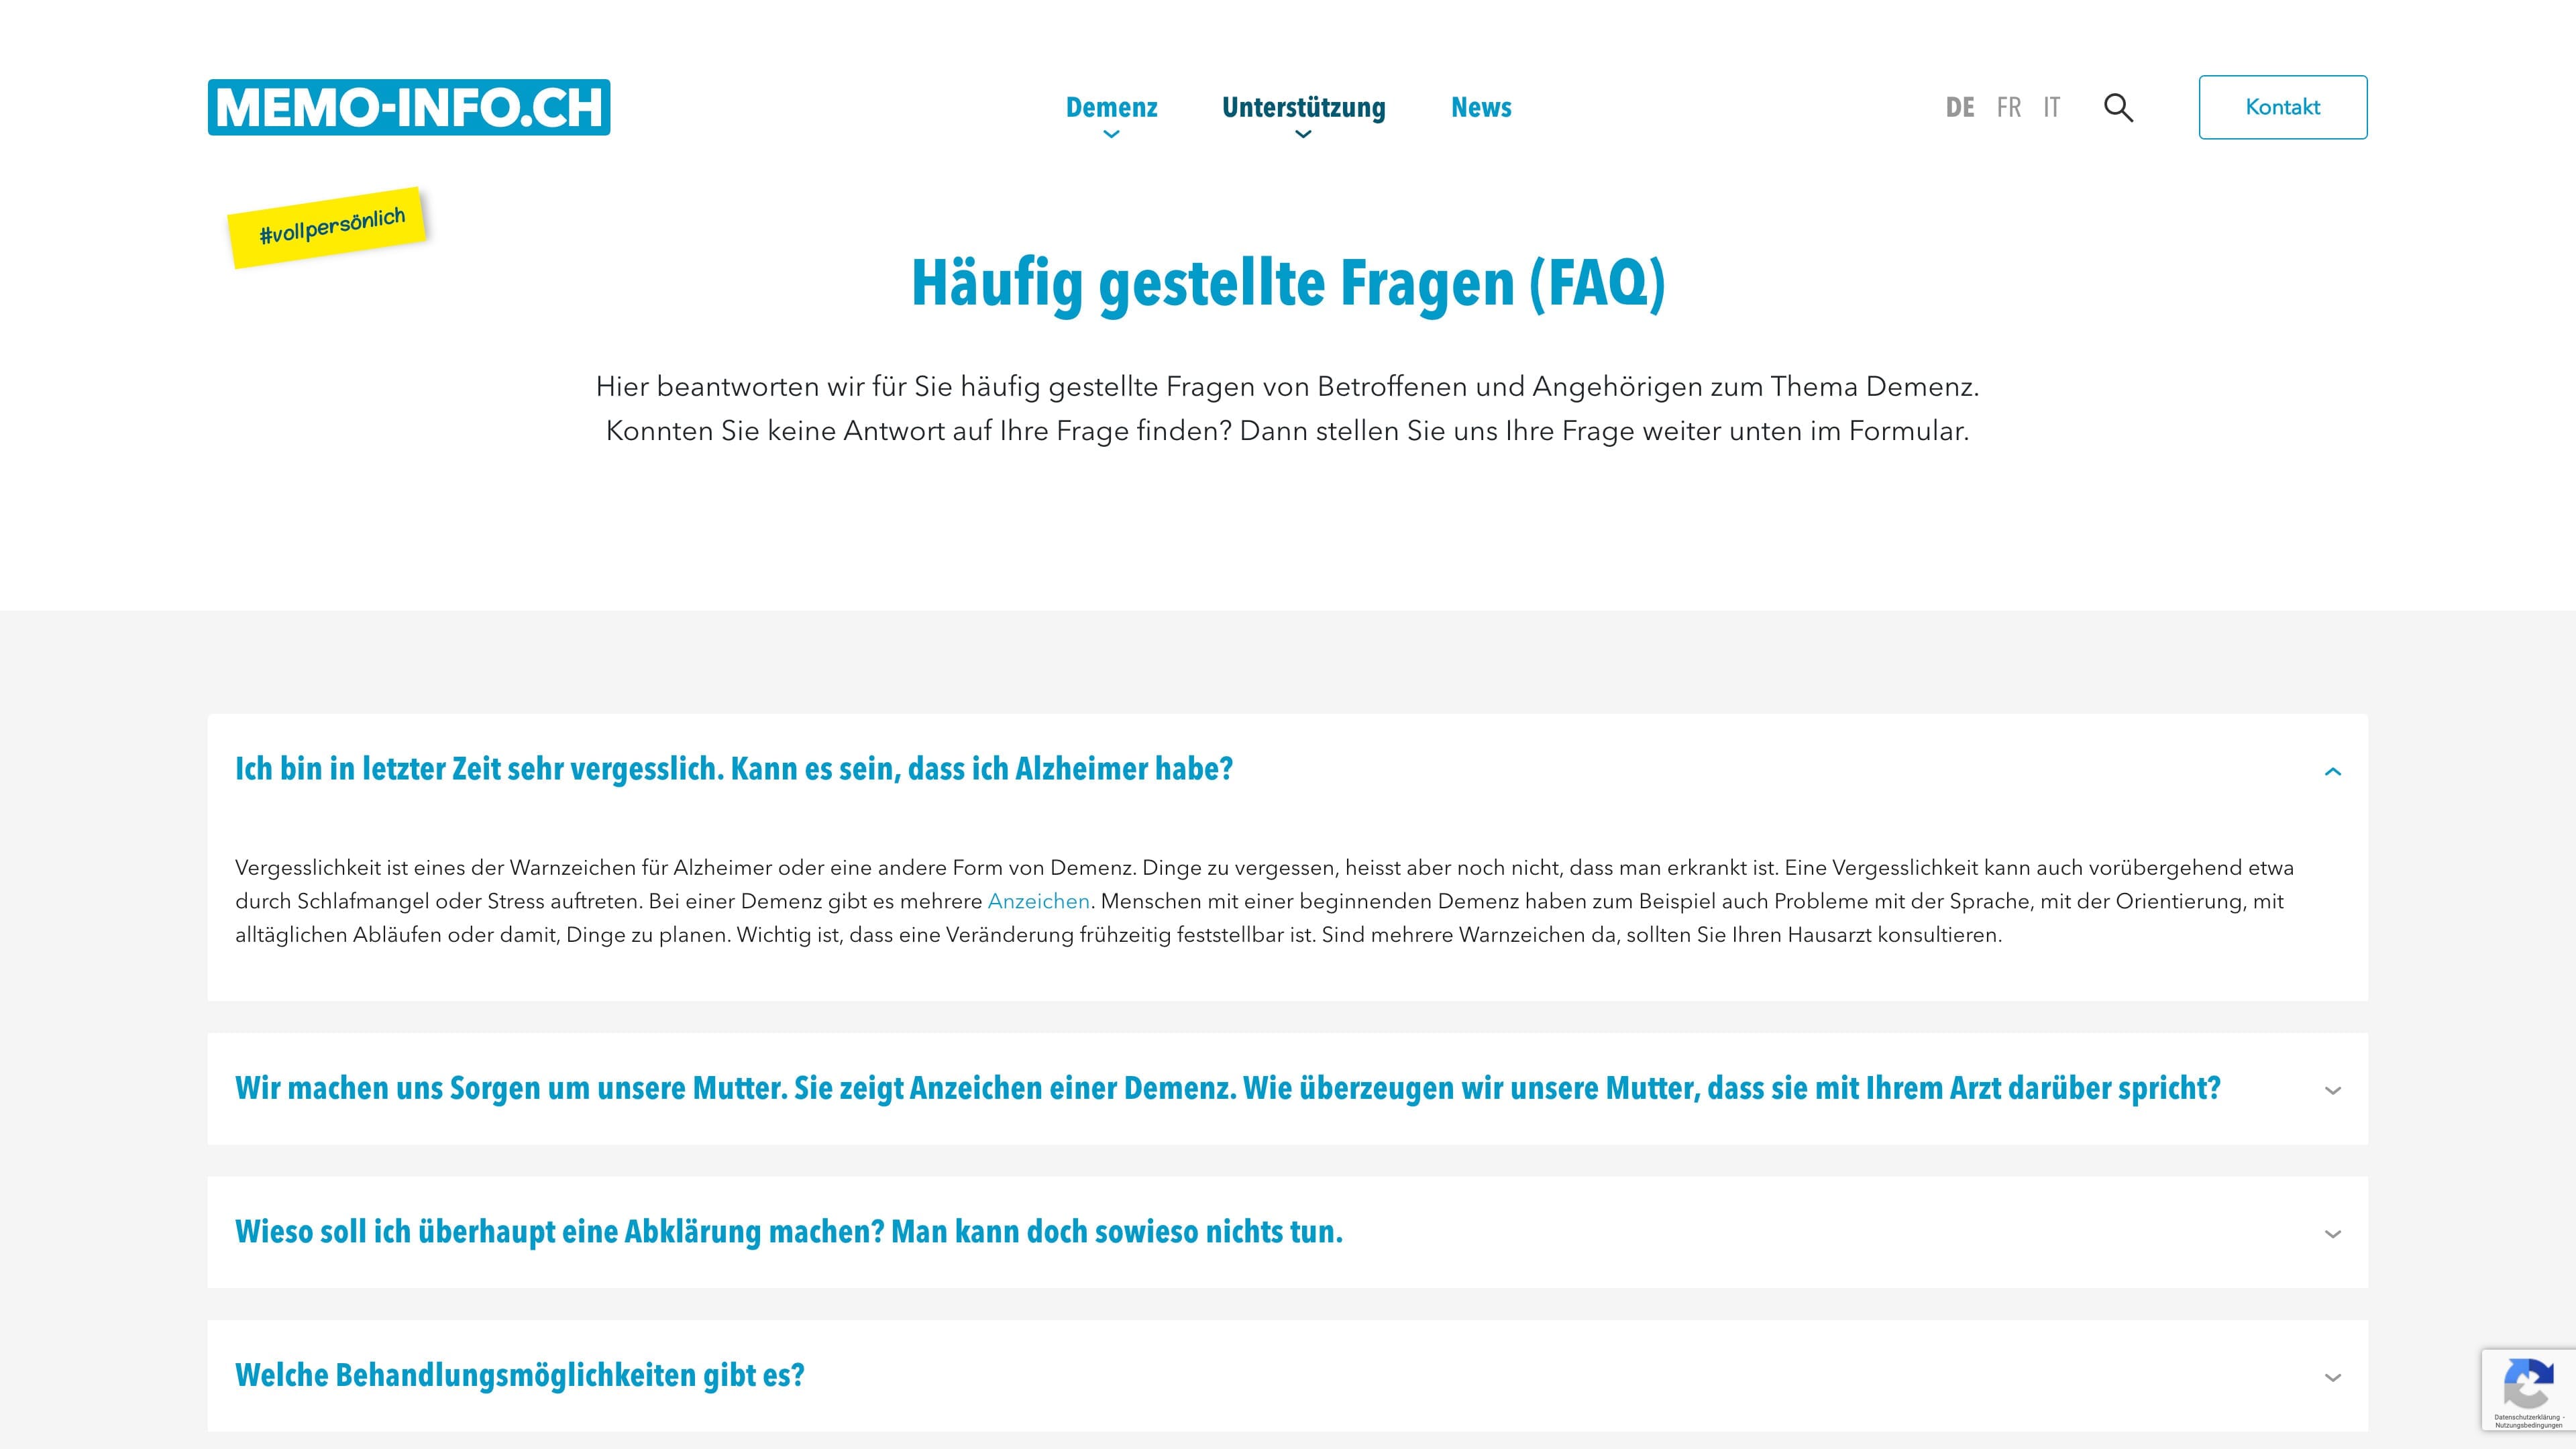 MEMO-INFO.CH
Demenz
Unterstützung
News
DE FR IT
Kontakt
#vollpersönlich
Häufig gestellte Fragen (FAQ)
Hier beantworten wir für Sie häufig gestellte Fragen von Betroffenen und Angehörigen zum Thema Demenz.
Konnten Sie keine Antwort auf Ihre Frage finden? Dann stellen Sie uns Ihre Frage weiter unten im Formular.
Ich bin in letzter Zeit sehr vergesslich. Kann es sein, dass ich Alzheimer habe?
Vergesslichkeit ist eines der Warnzeichen für Alzheimer oder eine andere Form von Demenz. Dinge zu vergessen, heisst aber noch nicht, dass man erkrankt ist. Eine Vergesslichkeit kann auch vorübergehend etwa
durch Schlafmangel oder Stress auftreten. Bei einer Demenz gibt es mehrere Anzeichen. Menschen mit einer beginnenden Demenz haben zum Beispiel auch Probleme mit der Sprache, mit der Orientierung, mit
alltäglichen Abläufen oder damit, Dinge zu planen. Wichtig ist, dass eine Veränderung frühzeitig feststellbar ist. Sind mehrere Warnzeichen da, sollten Sie Ihren Hausarzt konsultieren.
Wir machen uns Sorgen um unsere Mutter. Sie zeigt Anzeichen einer Demenz. Wie überzeugen wir unsere Mutter, dass sie mit Ihrem Arzt darüber spricht?
Wieso soll ich überhaupt eine Abklärung machen? Man kann doch sowieso nichts tun.
Welche Behandlungsmöglichkeiten gibt es?
Datenschutzerklärung -
Nutzungsbedingungen